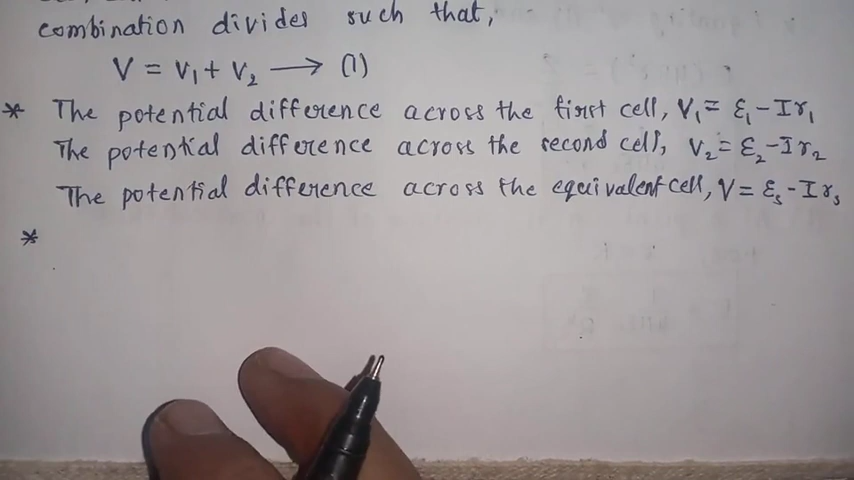 combination divides such that,
V = V₁ + V₂ ⟶ (1)
* The potential difference across the first cell, V₁ = ε₁ - Ir₁
The potential difference across the second cell, V₂ = ε₂ - Ir₂
The potential difference across the equivalent cell, V = εₛ - Irₛ
*